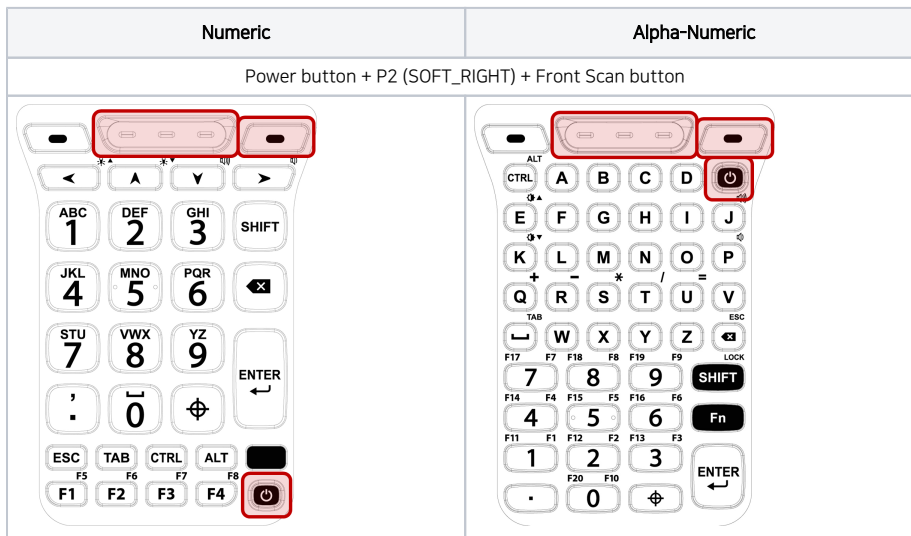 Numeric
Alpha-Numeric
Power button + P2 (SOFT_RIGHT) + Front Scan button
ABC DEF GHI
1 2 3 SHIFT
JKL MNO PQR
4 5 6
STU VWX YZ
7 8 9
ENTER
,
. 0
ESC TAB CTRL ALT
F5 F6 F7 F8
F1 F2 F3 F4
ALT
CTRL A B C D
E F G H I J
K L M N O P
+ - * / =
Q R S T U V
TAB ESC
W X Y Z
F17 F7 F18 F8 F19 F9 LOCK
7 8 9 SHIFT
F14 F4 F15 F5 F16 F6
4 5 6 Fn
F11 F1 F12 F2 F13 F3
1 2 3
ENTER
F20 F10
. 0